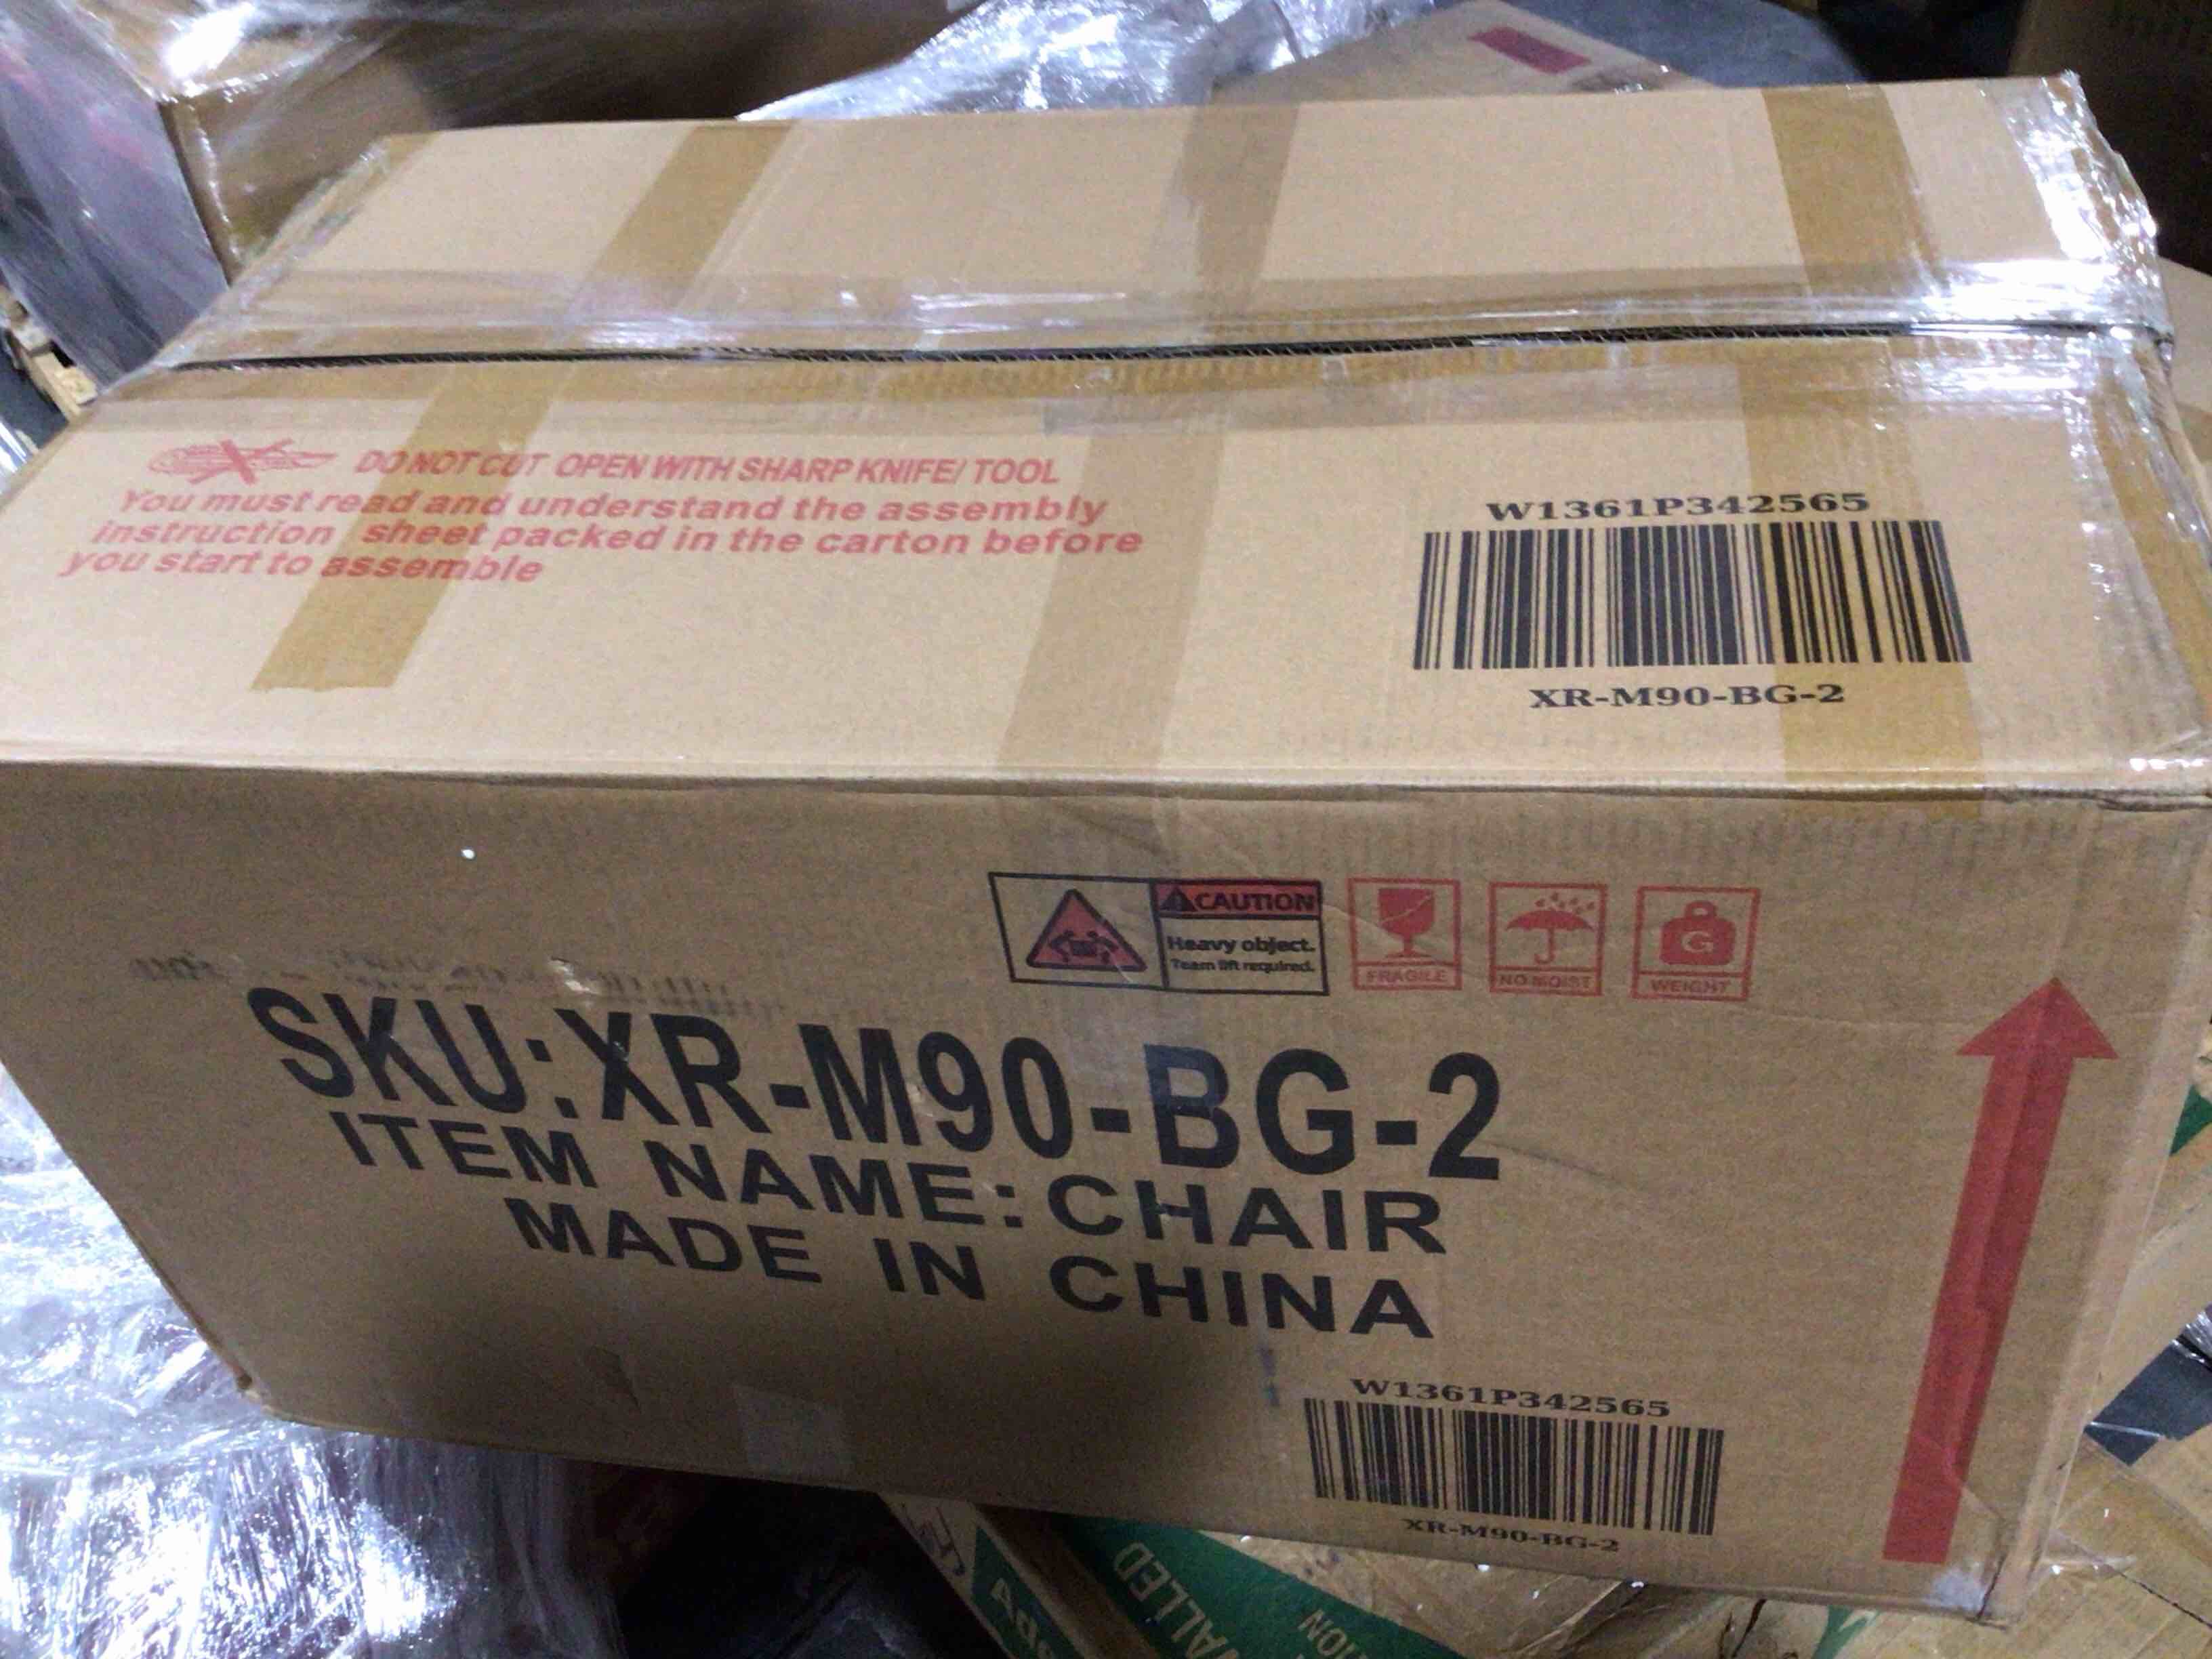 DO NOT CUT OPEN WITH SHARP KNIFE/ TOOL
You must read and understand the assembly
instruction sheet packed in the carton before
you start to assemble
W1361P342565
XR-M90-BG-2
CAUTION
Heavy object.
Team lift required.
FRAGILE
NO MOIST
G
WEIGHT
SKU:XR-M90-BG-2
ITEM NAME:CHAIR
MADE IN CHINA
W1361P342565
XR-M90-BG-2